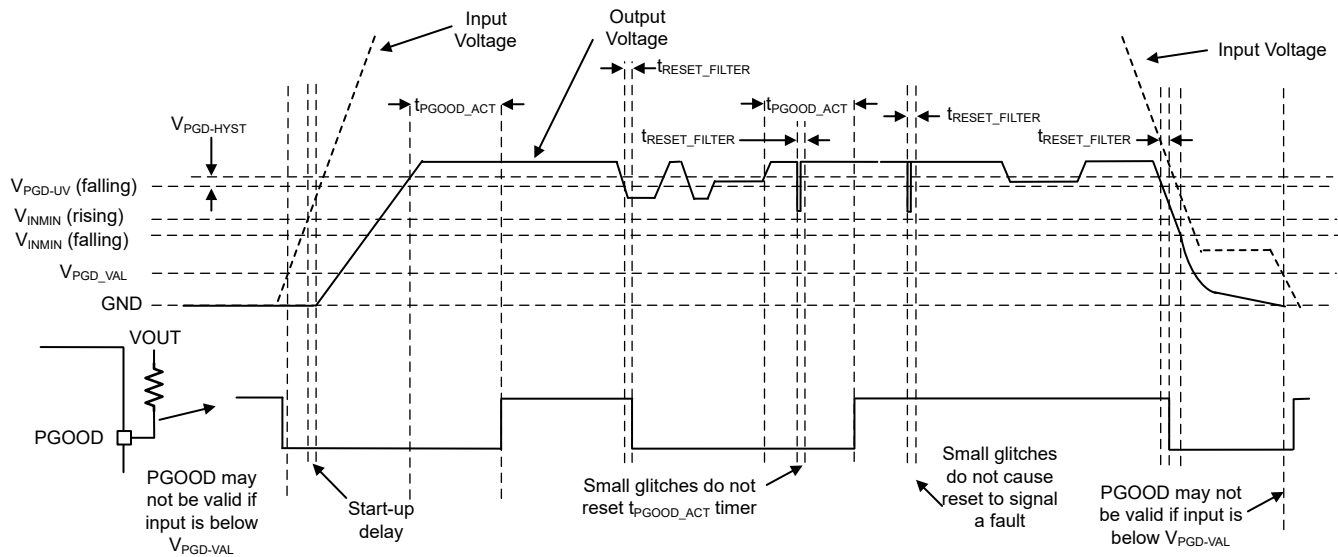 Input
Voltage
Output
Voltage
Input Voltage
tRESET_FILTER
tPGOOD_ACT
tPGOOD_ACT
tRESET_FILTER
tRESET_FILTER
tRESET_FILTER
VPGD-HYST
VPGD-UV (falling)
VINMIN (rising)
VINMIN (falling)
VPGD_VAL
GND
VOUT
PGOOD
PGOOD may
not be valid if
input is below
VPGD-VAL
Start-up
delay
Small glitches do not
reset tPGOOD_ACT timer
Small glitches
do not cause
reset to signal
a fault
PGOOD may not
be valid if input is
below VPGD-VAL